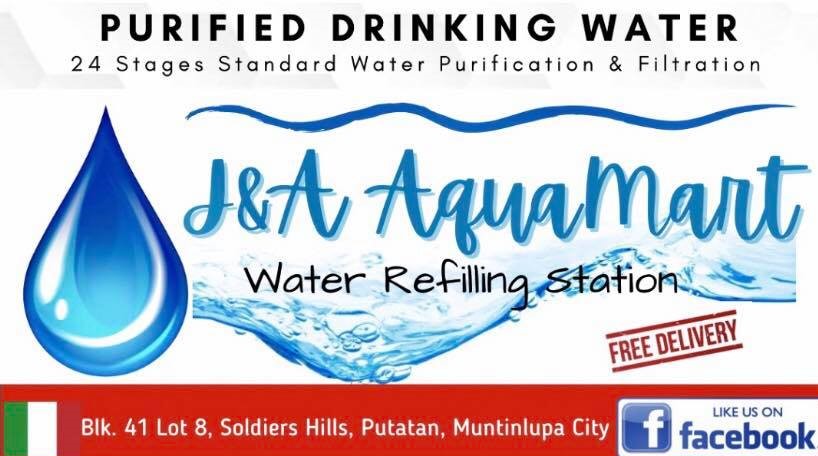 PURIFIED DRINKING WATER
24 Stages Standard Water Purification & Filtration
J&A AquaMart
Water Refilling Station
FREE DELIVERY
Blk. 41 Lot 8, Soldiers Hills, Putatan, Muntinlupa City
LIKE US ON
f facebook.